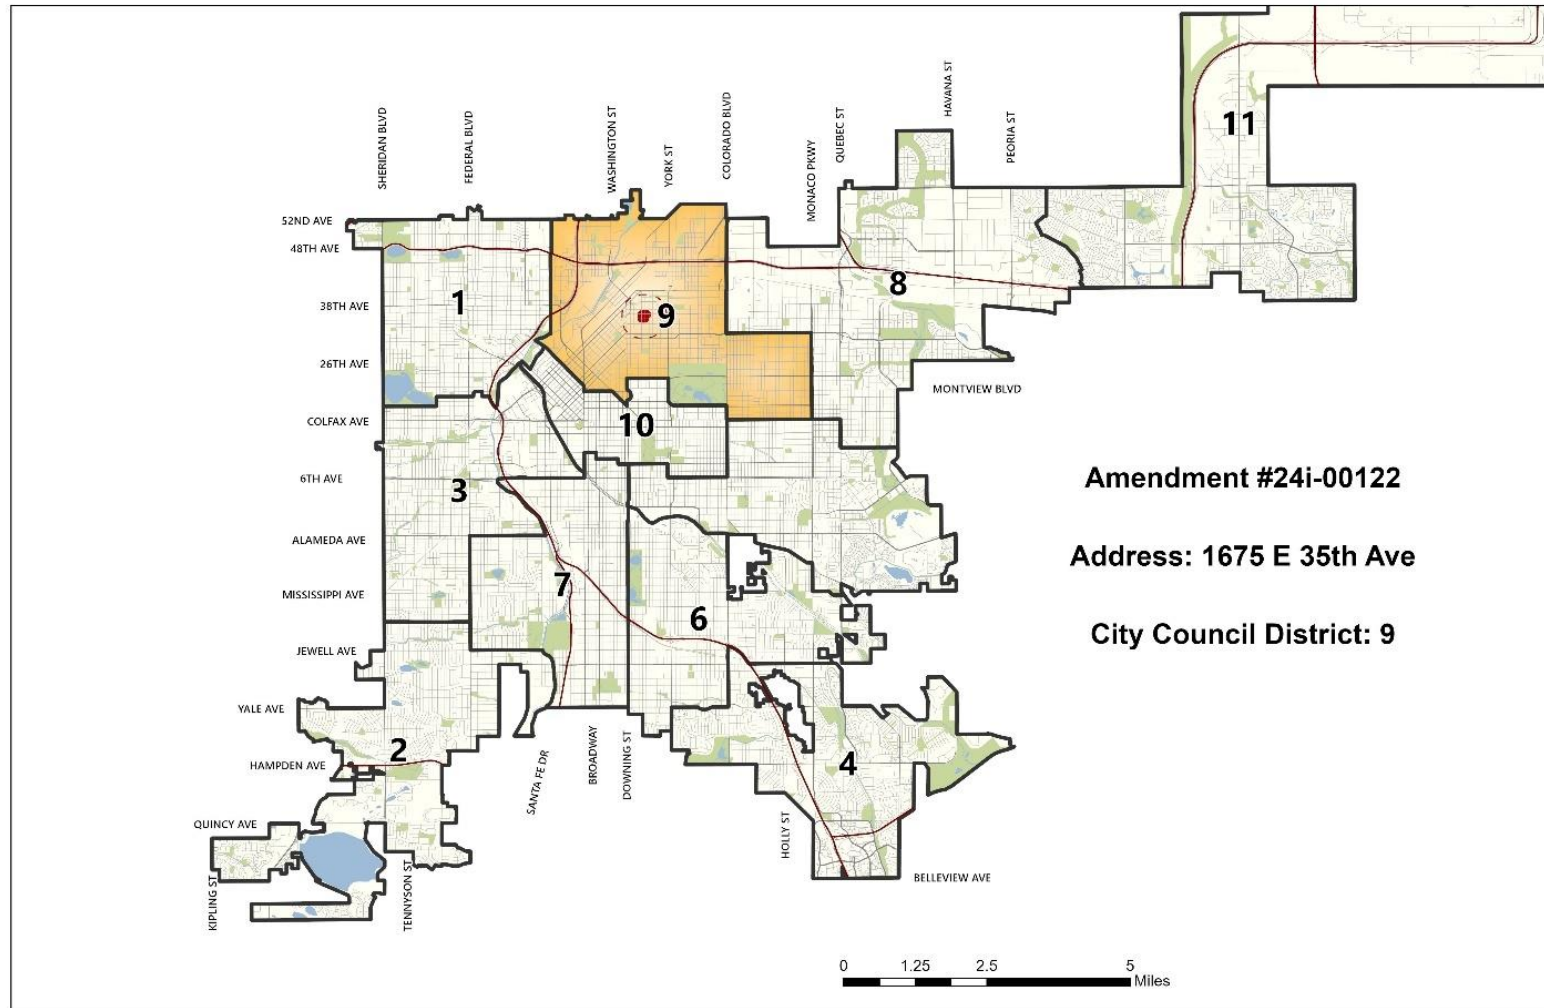 SHERIDAN BLVD
FEDERAL BLVD
WASHINGTON ST
YORK ST
COLORADO BLVD
MONACO PKWY
QUEBEC ST
HAVANA ST
PEORIA ST
11
52ND AVE
48TH AVE
8
1
38TH AVE
9
26TH AVE
MONTVIEW BLVD
COLFAX AVE
10
6TH AVE
3
Amendment #24i-00122
ALAMEDA AVE
Address: 1675 E 35th Ave
7
MISSISSIPPI AVE
6
City Council District: 9
JEWELL AVE
YALE AVE
2
HAMPDEN AVE
4
SANTA FE DR
BROADWAY
DOWNING ST
HOLLY ST
QUINCY AVE
KIPLING ST
TENNYSON ST
BELLEVIEW AVE
0 1.25 2.5 5
Miles